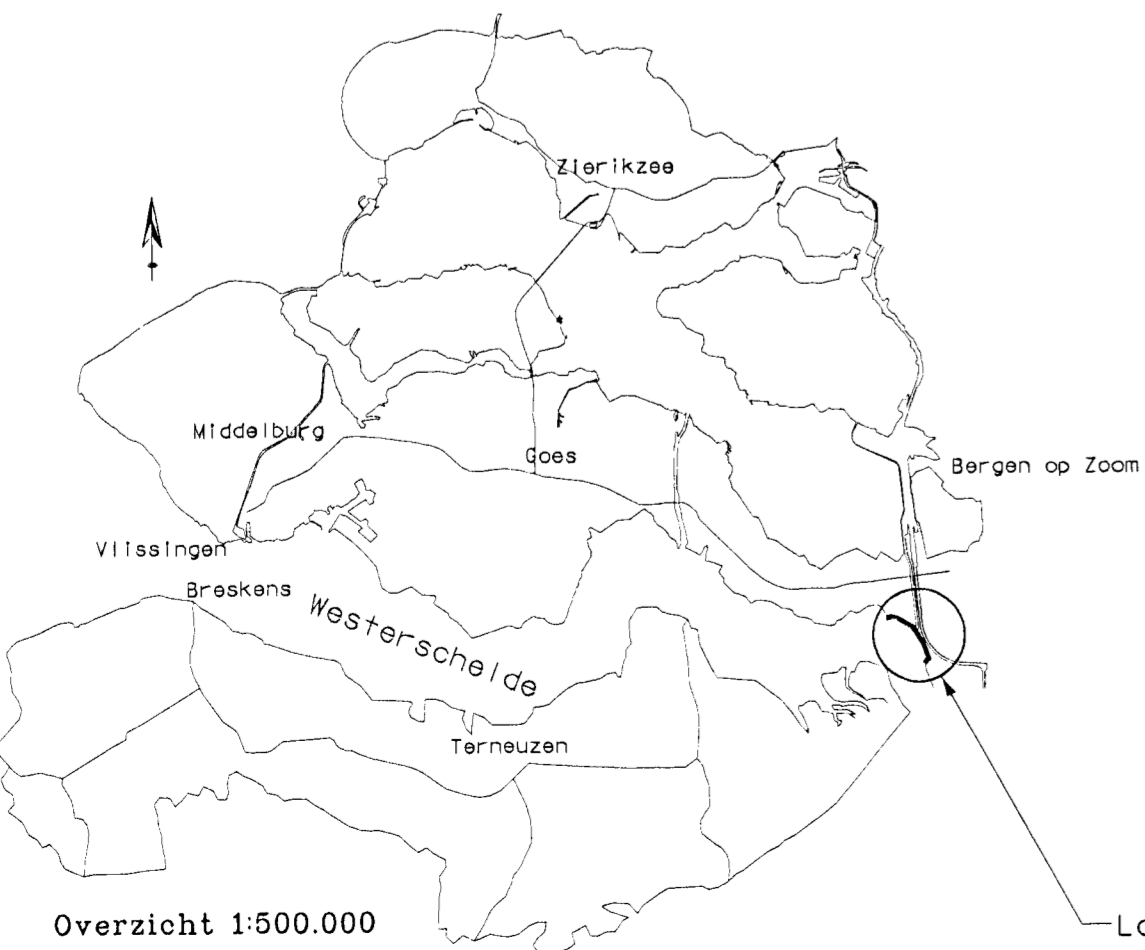 Zierikzee
Middelburg
Goes
Bergen op Zoom
Vlissingen
Breskens
Westerschelde
Terneuzen
Overzicht 1:500.000